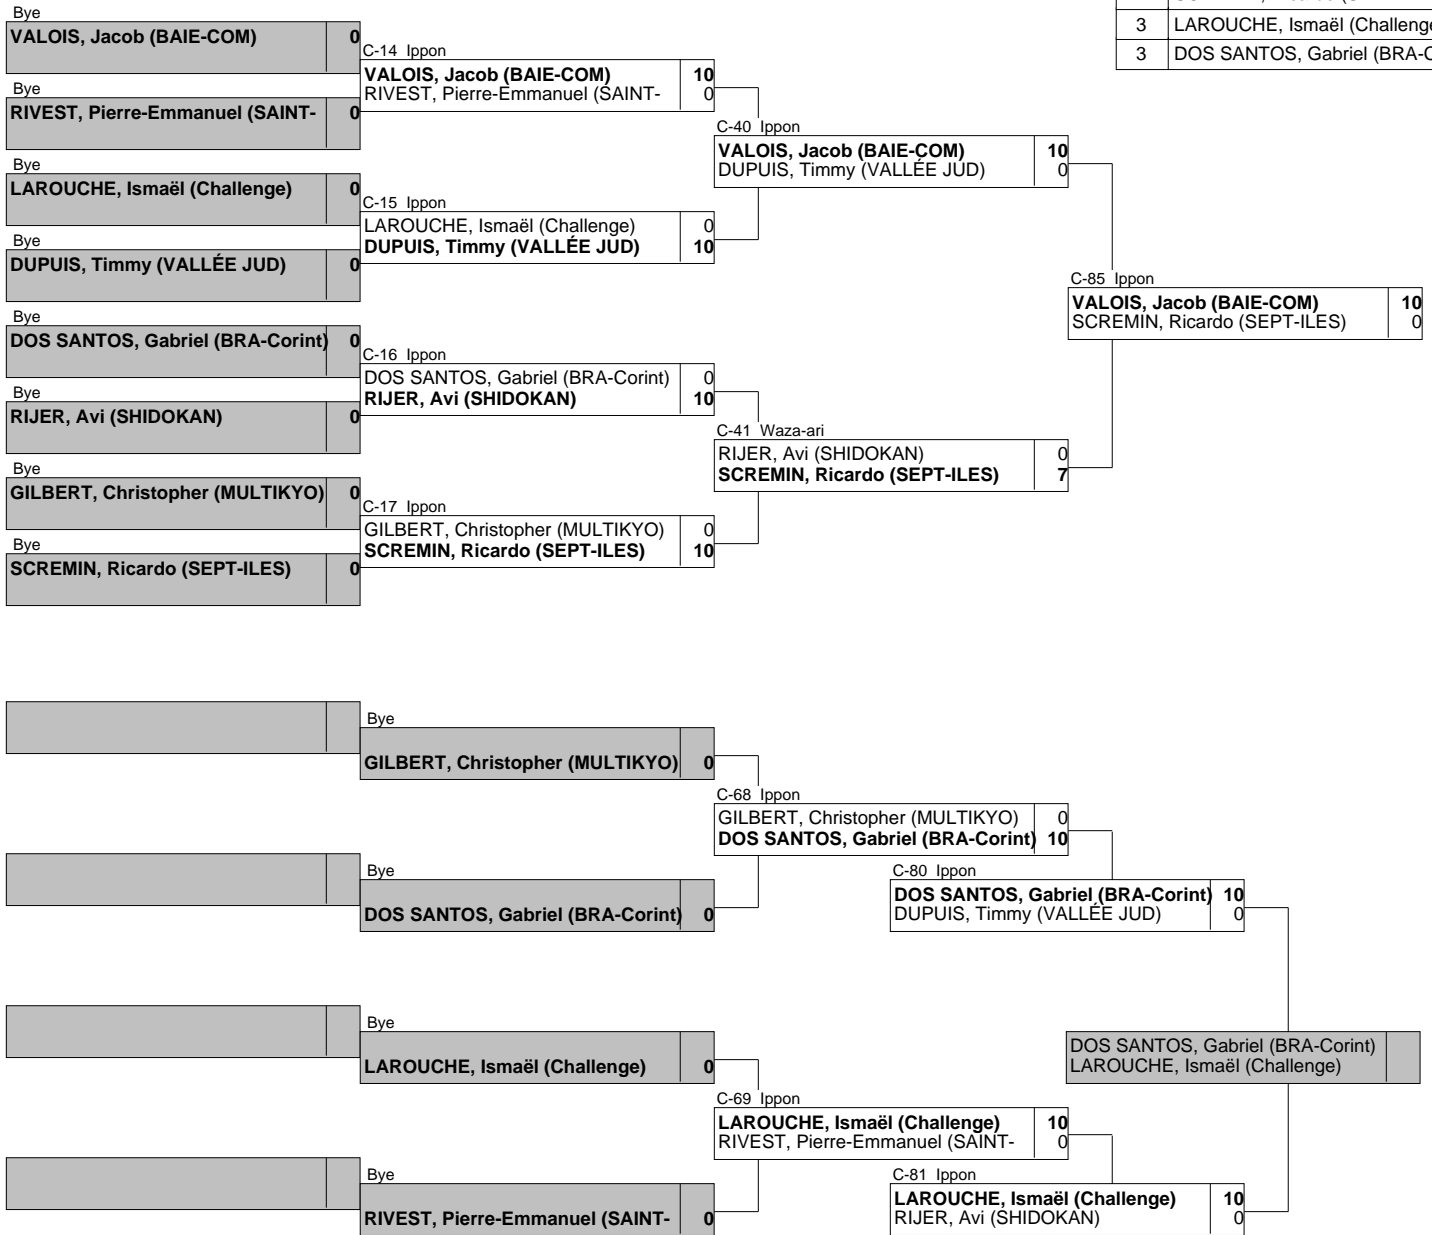 3 LAROUCHE, Ismaël (Challenge
3 DOS SANTOS, Gabriel (BRA-C
Bye
VALOIS, Jacob (BAIE-COM) 0
Bye
RIVEST, Pierre-Emmanuel (SAINT- 0
Bye
LAROUCHE, Ismaël (Challenge) 0
Bye
DUPUIS, Timmy (VALLÉE JUD) 0
Bye
DOS SANTOS, Gabriel (BRA-Corint) 0
Bye
RIJER, Avi (SHIDOKAN) 0
Bye
GILBERT, Christopher (MULTIKYO) 0
Bye
SCREMIN, Ricardo (SEPT-ILES) 0
C-14 Ippon
VALOIS, Jacob (BAIE-COM) 10
RIVEST, Pierre-Emmanuel (SAINT- 0
C-15 Ippon
LAROUCHE, Ismaël (Challenge) 0
DUPUIS, Timmy (VALLÉE JUD) 10
C-16 Ippon
DOS SANTOS, Gabriel (BRA-Corint) 0
RIJER, Avi (SHIDOKAN) 10
C-17 Ippon
GILBERT, Christopher (MULTIKYO) 0
SCREMIN, Ricardo (SEPT-ILES) 10
C-40 Ippon
VALOIS, Jacob (BAIE-COM) 10
DUPUIS, Timmy (VALLÉE JUD) 0
C-41 Waza-ari
RIJER, Avi (SHIDOKAN) 0
SCREMIN, Ricardo (SEPT-ILES) 7
C-85 Ippon
VALOIS, Jacob (BAIE-COM) 10
SCREMIN, Ricardo (SEPT-ILES) 0
Bye
GILBERT, Christopher (MULTIKYO) 0
Bye
DOS SANTOS, Gabriel (BRA-Corint) 0
Bye
LAROUCHE, Ismaël (Challenge) 0
Bye
RIVEST, Pierre-Emmanuel (SAINT- 0
C-68 Ippon
GILBERT, Christopher (MULTIKYO) 0
DOS SANTOS, Gabriel (BRA-Corint) 10
C-69 Ippon
LAROUCHE, Ismaël (Challenge) 10
RIVEST, Pierre-Emmanuel (SAINT- 0
C-80 Ippon
DOS SANTOS, Gabriel (BRA-Corint) 10
DUPUIS, Timmy (VALLÉE JUD) 0
C-81 Ippon
LAROUCHE, Ismaël (Challenge) 10
RIJER, Avi (SHIDOKAN) 0
DOS SANTOS, Gabriel (BRA-Corint)
LAROUCHE, Ismaël (Challenge)